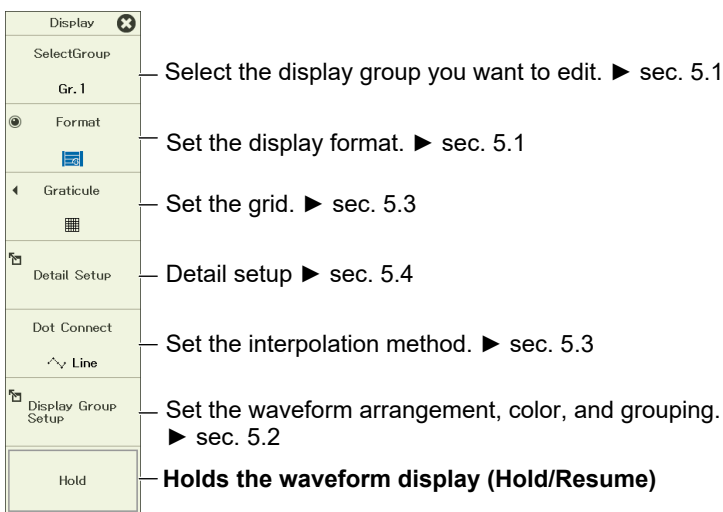 Display
SelectGroup
Gr. 1
Select the display group you want to edit. ► sec. 5.1
Format
Set the display format. ► sec. 5.1
Graticule
Set the grid. ► sec. 5.3
Detail Setup
Detail setup ► sec. 5.4
Dot Connect
Line
Set the interpolation method. ► sec. 5.3
Display Group
Setup
Set the waveform arrangement, color, and grouping.
► sec. 5.2
Hold
Holds the waveform display (Hold/Resume)